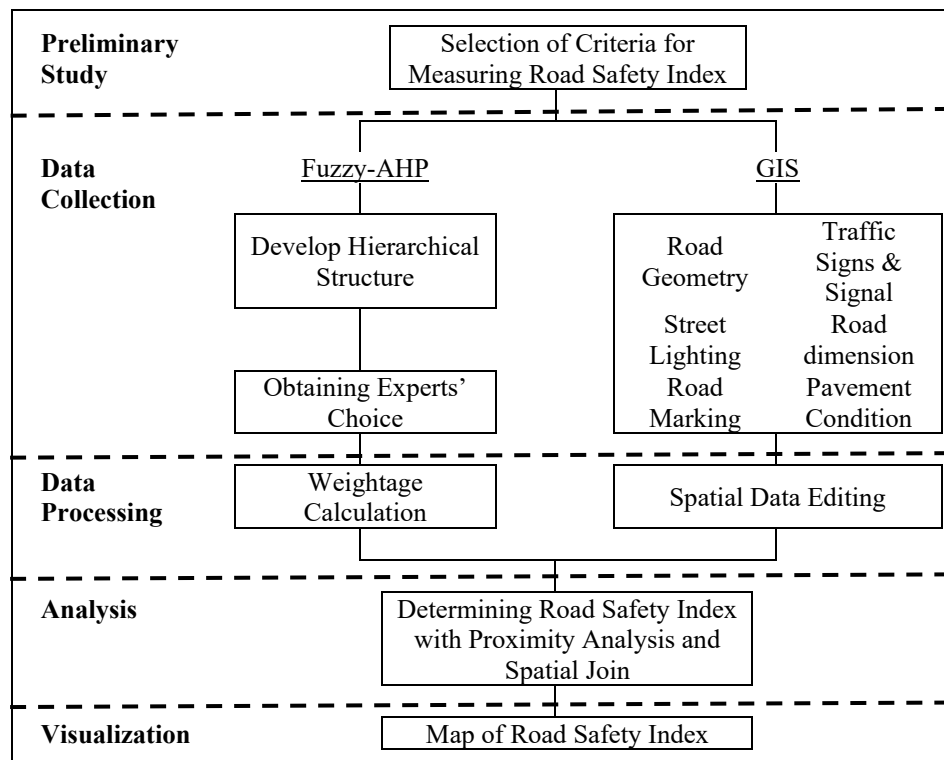 Preliminary
Study
Selection of Criteria for
Measuring Road Safety Index
Data
Collection
Fuzzy-AHP
GIS
Develop Hierarchical
Structure
Obtaining Experts’
Choice
Road
Geometry
Traffic
Signs &
Signal
Street
Lighting
Road
dimension
Road
Marking
Pavement
Condition
Data
Processing
Weightage
Calculation
Spatial Data Editing
Analysis
Determining Road Safety Index
with Proximity Analysis and
Spatial Join
Visualization
Map of Road Safety Index